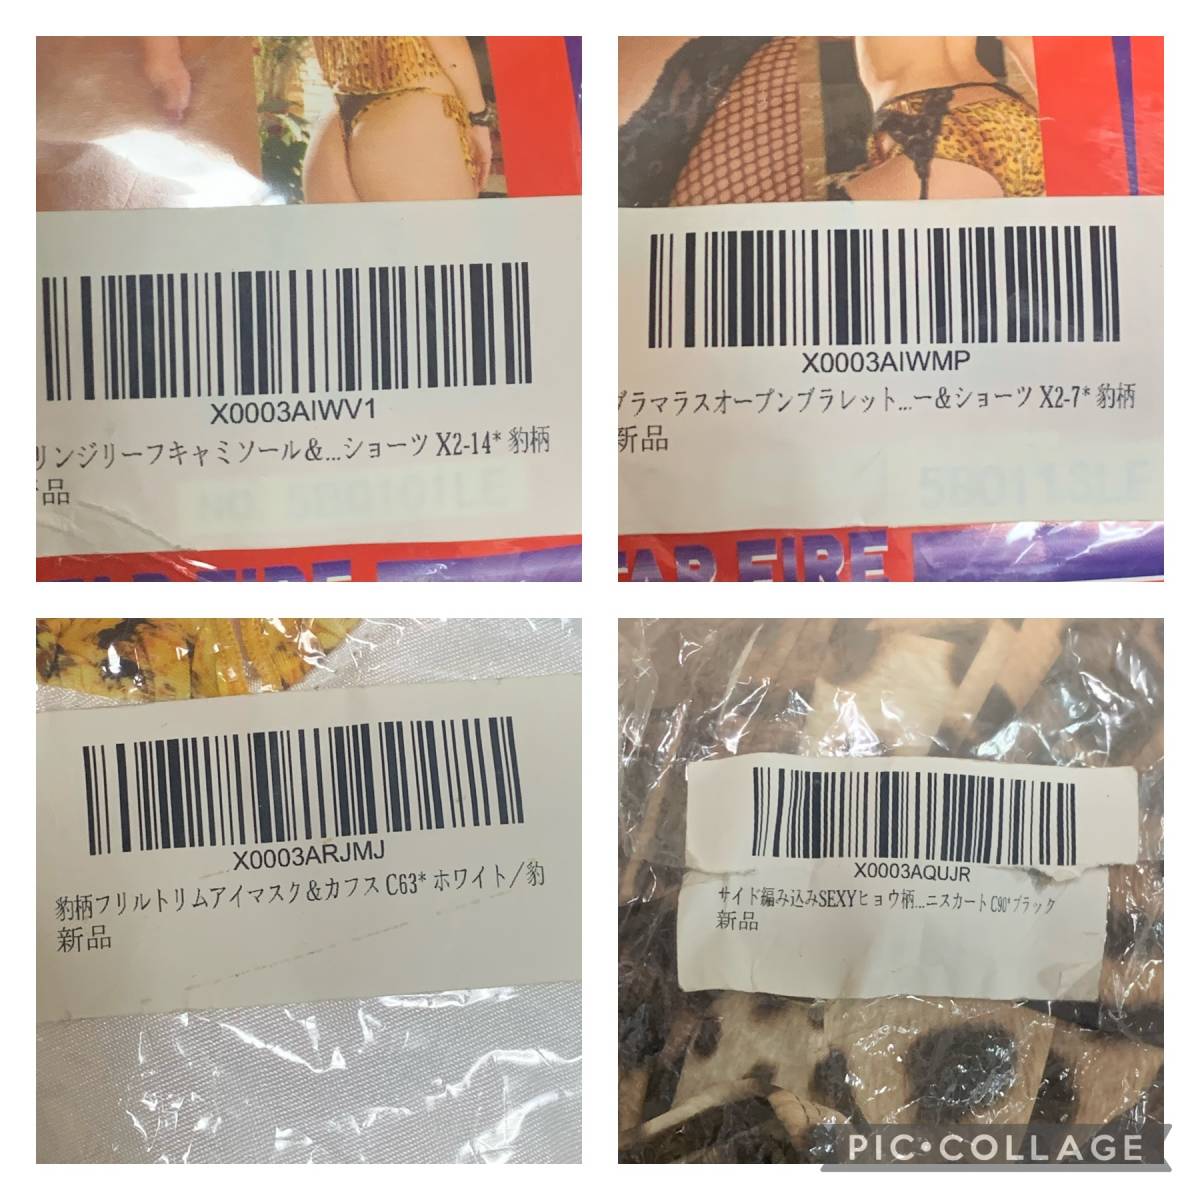 X0003AIWV1
リンジリーフキャミソール&...ショーツ X2-14* 豹柄
品
NO. 5B0101LE
X0003AIWMP
グラマラスオープンブラレット...ー&ショーツ X2-7* 豹柄
新品
FIRE
X0003ARJMJ
豹柄フリルトリムアイマスク&カフス C63* ホワイト／豹
新品
X0003AQUJR
サイド編み込みSEXYヒョウ柄...ニスカート C90*ブラック
新品
PIC•COLLAGE